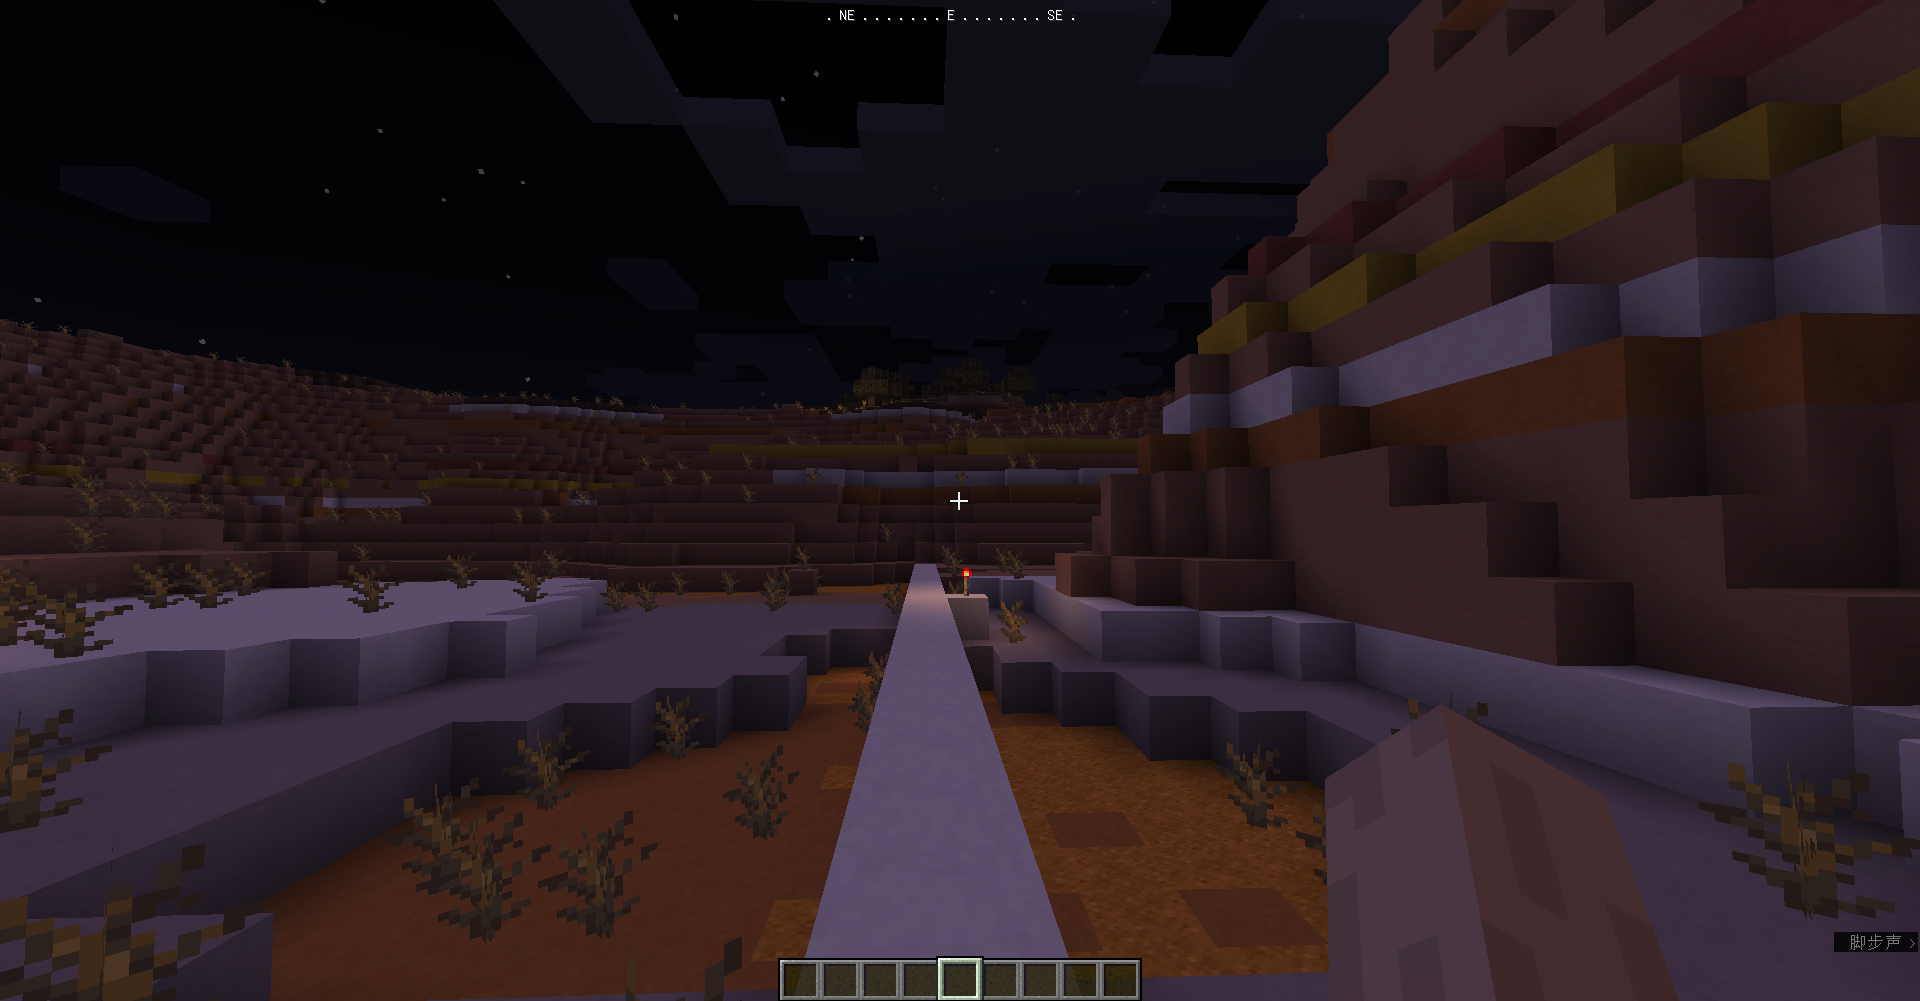 . NE . . . . . . . E . . . . . . . SE .
脚步声 >